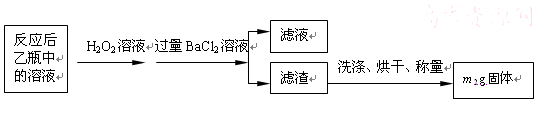 反应后
乙瓶中
的溶液
H₂O₂溶液
过量 BaCl₂溶液
滤液
滤渣
洗涤、烘干、称量
m₂g固体